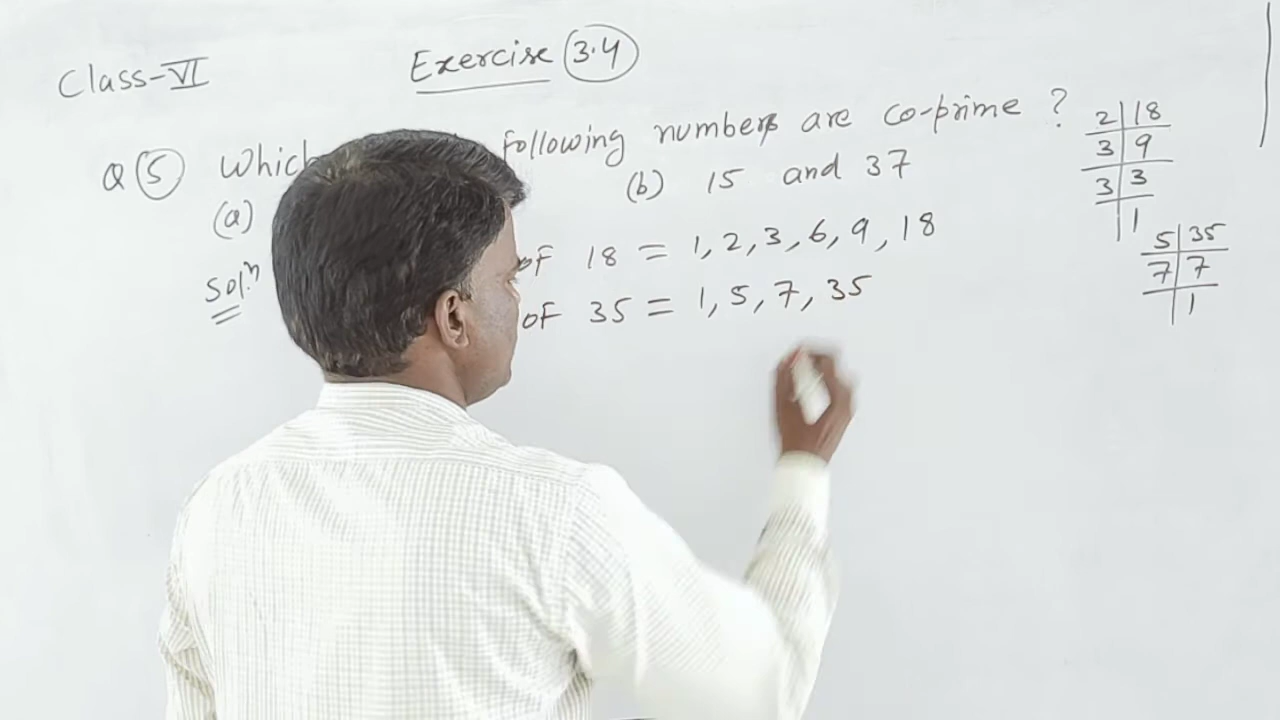 Class-VI
Exercise 3.4
Q 5 Which following numbers are co-prime ?
(a) (b) 15 and 37
Solⁿ of 18 = 1, 2, 3, 6, 9, 18
of 35 = 1, 5, 7, 35
2 18
3 9
3 3
1
5 35
7 7
1